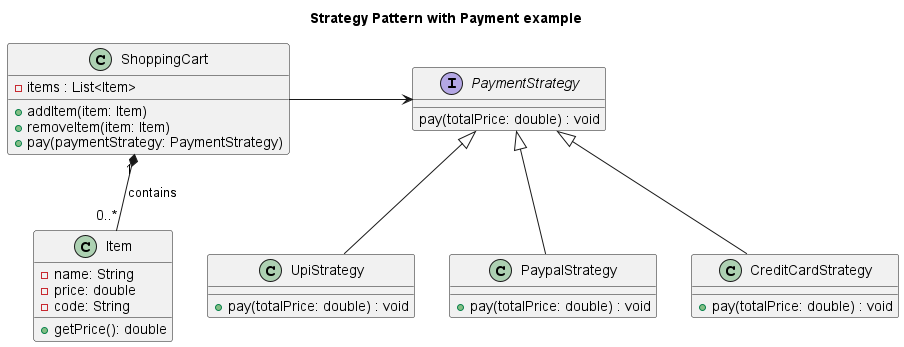 Strategy Pattern with Payment example
C ShoppingCart
items : List<Item>
addItem(item: Item)
removeItem(item: Item)
pay(paymentStrategy: PaymentStrategy)
I PaymentStrategy
pay(totalPrice: double) : void
1
contains
0..*
C Item
name: String
price: double
code: String
getPrice(): double
C UpiStrategy
pay(totalPrice: double) : void
C PaypalStrategy
pay(totalPrice: double) : void
C CreditCardStrategy
pay(totalPrice: double) : void